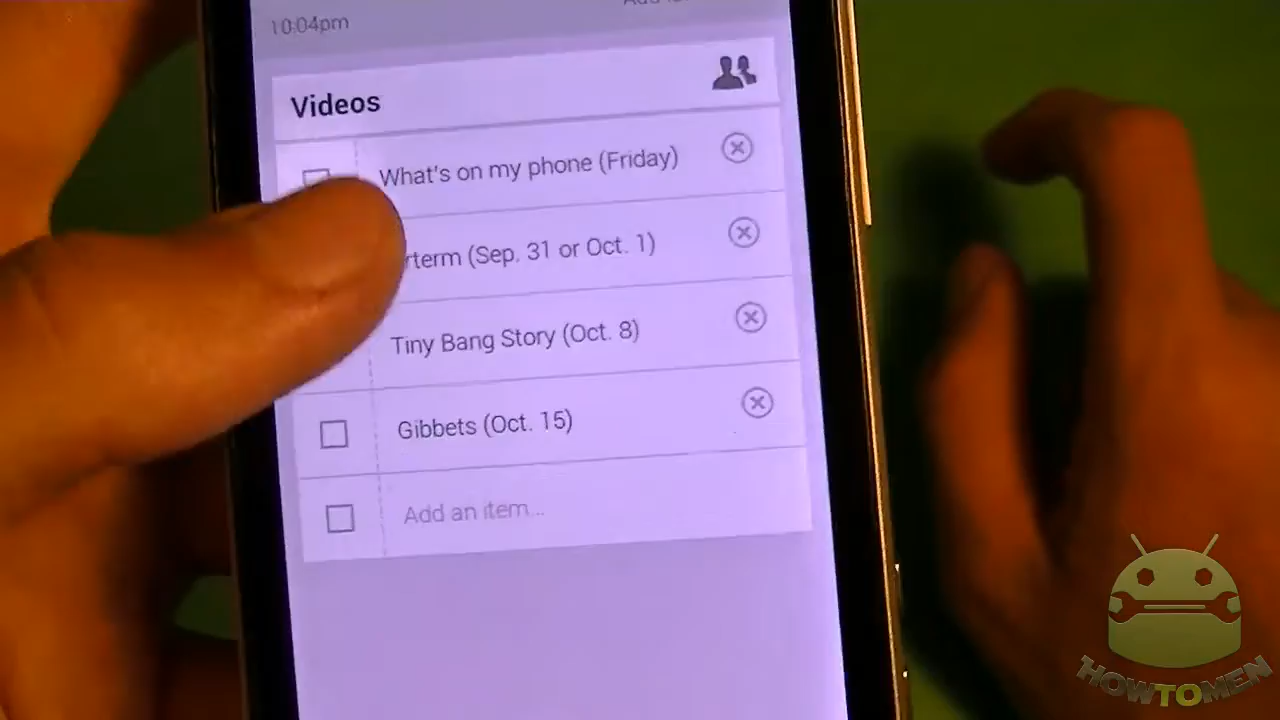 10:04pm
Videos
What's on my phone (Friday)
rterm (Sep. 31 or Oct. 1)
Tiny Bang Story (Oct. 8)
Gibbets (Oct. 15)
Add an item...
HOWTOMEN